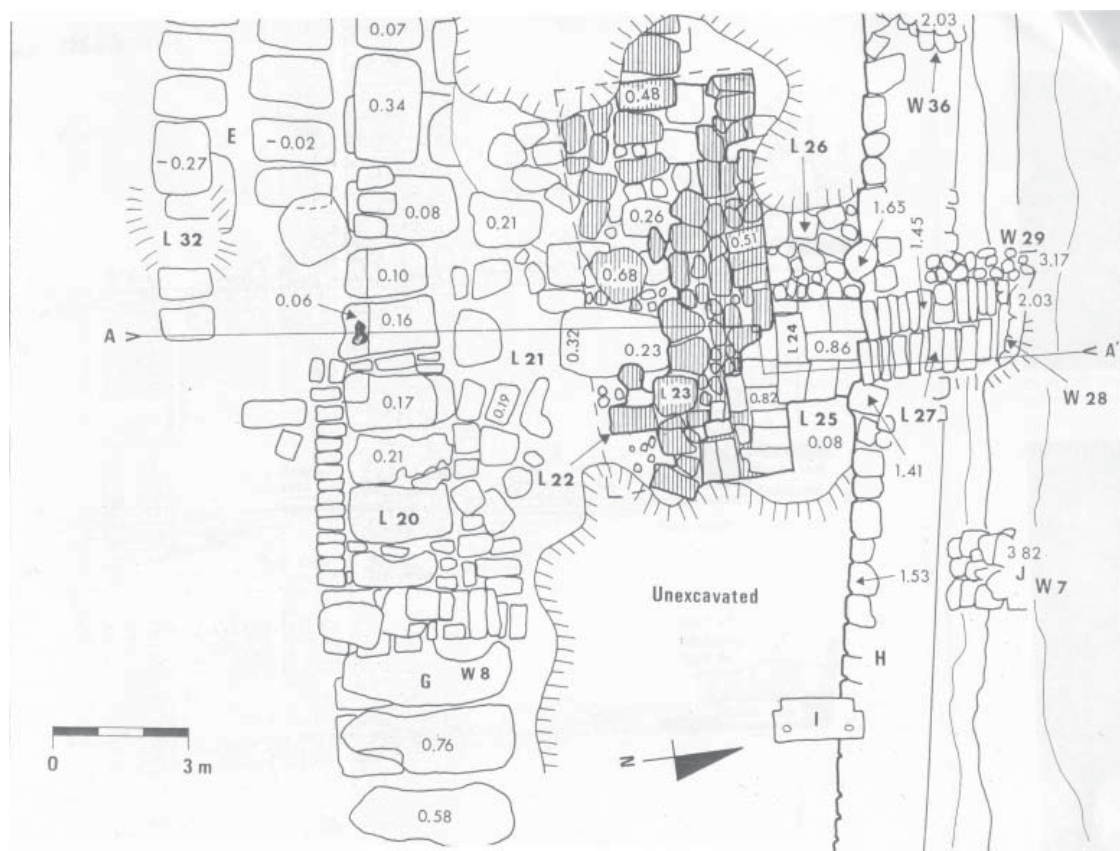 0.07
2.03
W 36
0.34
0.48
E
-0.02
-0.27
L 26
0.08
0.21
0.26
1.65
1.45
L 32
0.51
W 29
3.17
0.10
0.68
2.03
0.06
0.16
A
L 21
0.32
0.23
L 24
0.86
A'
0.17
0.19
L 23
0.82
L 25
L 27
W 28
0.21
0.08
L 22
1.41
L 20
3.82
J
W 7
1.53
Unexcavated
H
G
W 8
I
0.76
N
0
3 m
0.58